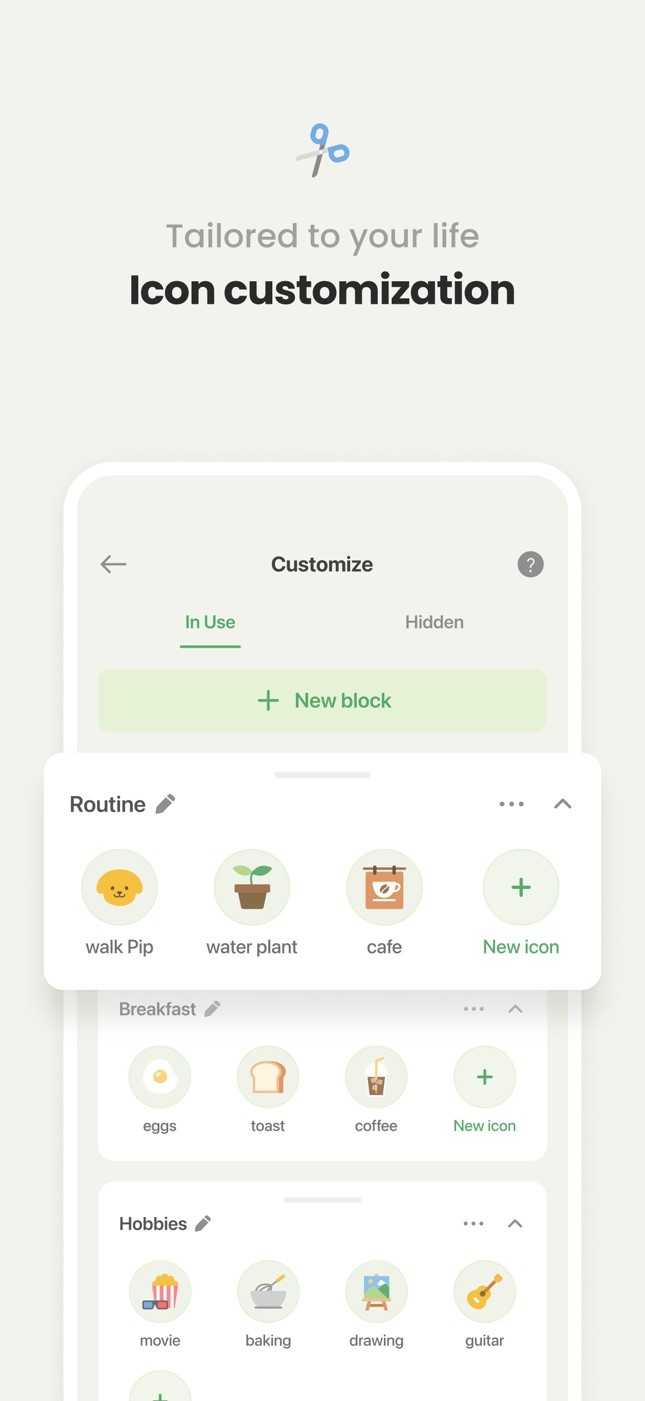 Tailored to your life
Icon customization
Customize
?
In Use Hidden
+ New block
Routine
walk Pip water plant cafe New icon
Breakfast
eggs toast coffee New icon
Hobbies
movie baking drawing guitar